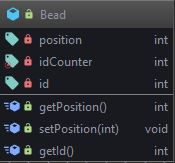 Bead
position int
idCounter int
id int
getPosition() int
setPosition(int) void
getId() int